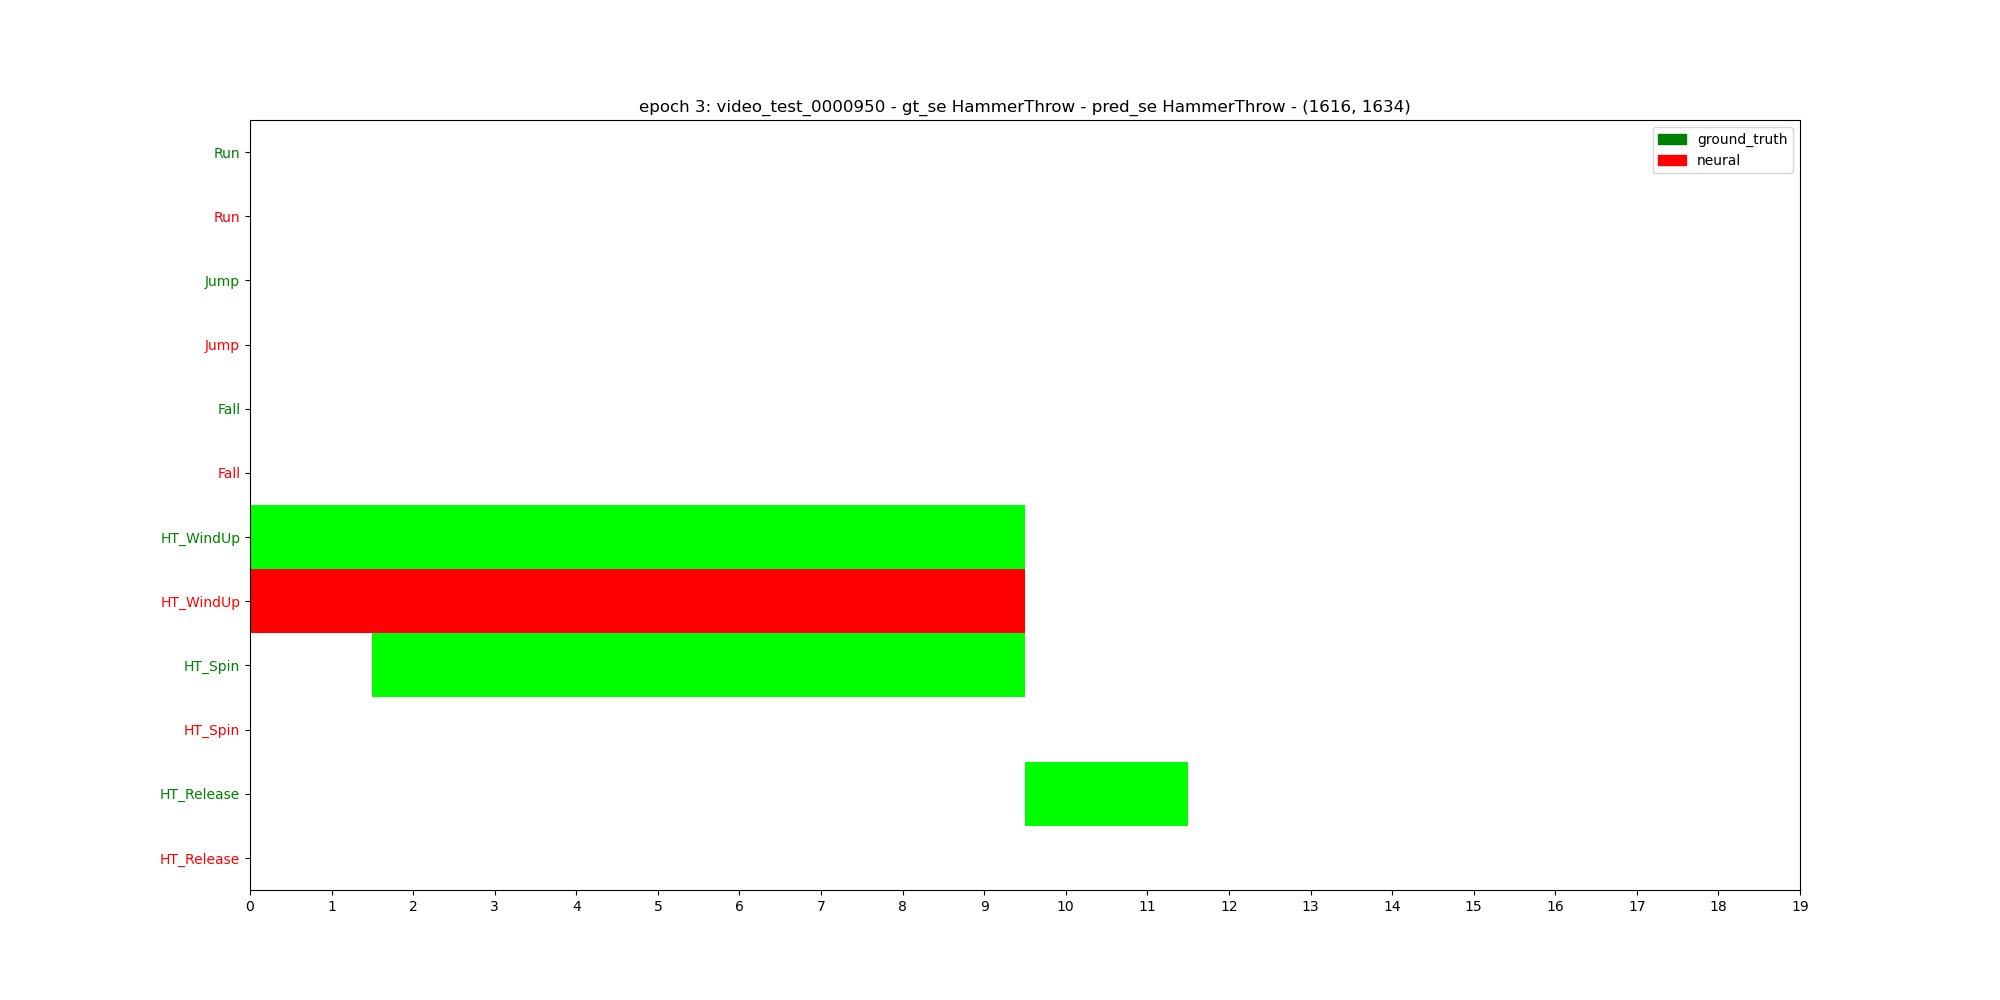 epoch 3: video_test_0000950 - gt_se HammerThrow - pred_se HammerThrow - (1616, 1634)
ground_truth
neural
Run
Run
Jump
Jump
Fall
Fall
HT_WindUp
HT_WindUp
HT_Spin
HT_Spin
HT_Release
HT_Release
0 1 2 3 4 5 6 7 8 9 10 11 12 13 14 15 16 17 18 19